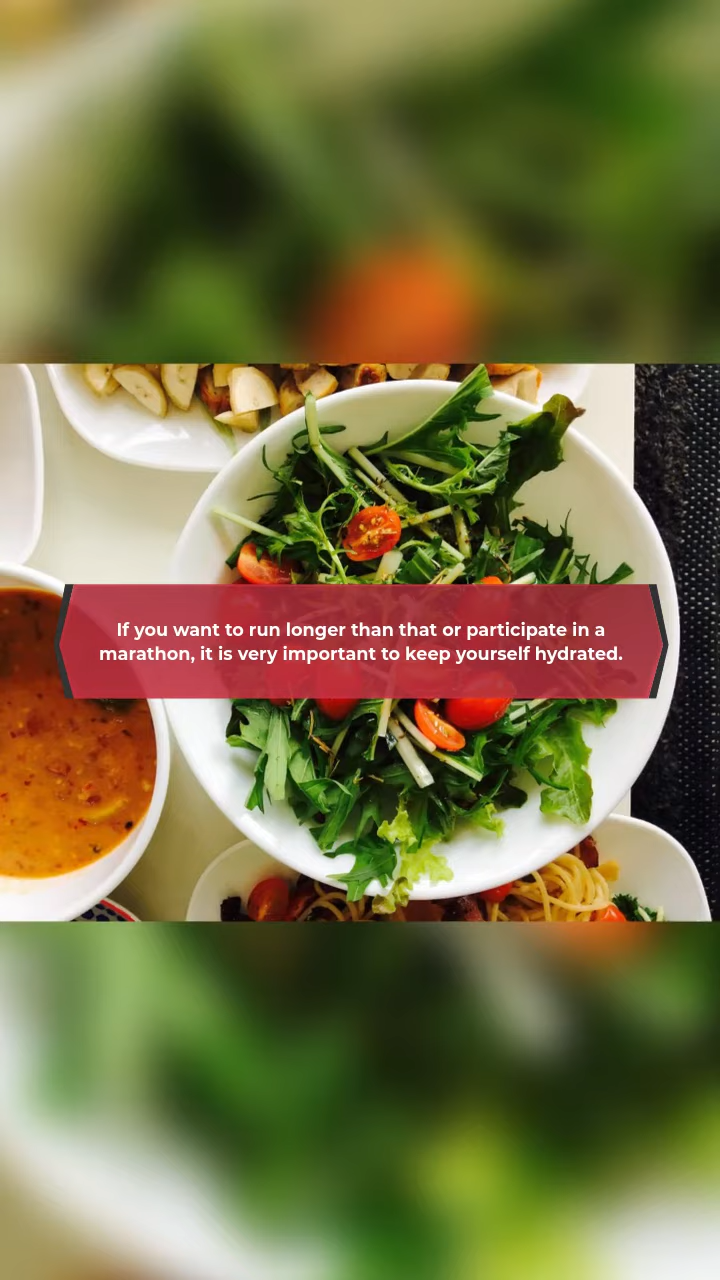 If you want to run longer than that or participate in a
marathon, it is very important to keep yourself hydrated.